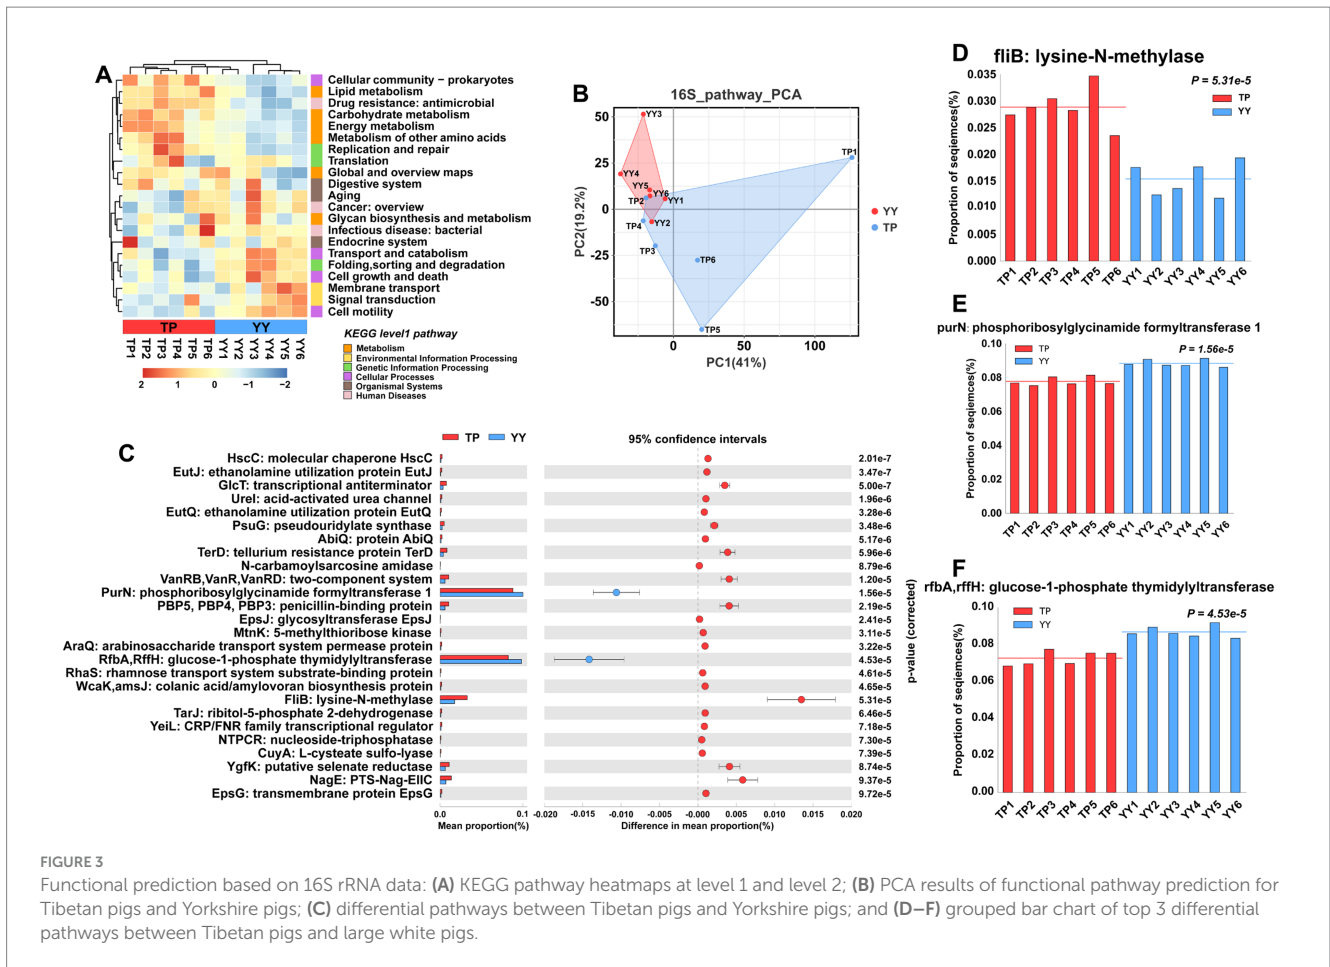 A
Cellular community − prokaryotes
Lipid metabolism
Drug resistance: antimicrobial
Carbohydrate metabolism
Energy metabolism
Metabolism of other amino acids
Replication and repair
Translation
Global and overview maps
Digestive system
Aging
Cancer: overview
Glycan biosynthesis and metabolism
Infectious disease: bacterial
Endocrine system
Transport and catabolism
Folding,sorting and degradation
Cell growth and death
Membrane transport
Signal transduction
Cell motility
TP YY
TP1 TP2 TP3 TP4 TP5 TP6 YY1 YY2 YY3 YY4 YY5 YY6
2 1 0 −1 −2
KEGG level1 pathway
Metabolism
Environmental Information Processing
Genetic Information Processing
Cellular Processes
Organismal Systems
Human Diseases
B
16S_pathway_PCA
PC2(19.2%)
50
25
0
-25
-50
YY3
TP1
YY4
YY5
YY6
TP2
YY1
YY2
TP4
TP3
TP6
TP5
0 50 100
PC1(41%)
YY
TP
C
TP YY
95% confidence intervals
HscC: molecular chaperone HscC 2.01e-7
EutJ: ethanolamine utilization protein EutJ 3.47e-7
GlcT: transcriptional antiterminator 5.00e-7
UreI: acid-activated urea channel 1.96e-6
EutQ: ethanolamine utilization protein EutQ 3.28e-6
PsuG: pseudouridylate synthase 3.48e-6
AbiQ: protein AbiQ 5.17e-6
TerD: tellurium resistance protein TerD 5.96e-6
N-carbamoylsarcosine amidase 8.79e-6
VanRB,VanR,VanRD: two-component system 1.20e-5
PurN: phosphoribosylglycinamide formyltransferase 1 1.56e-5
PBP5, PBP4, PBP3: penicillin-binding protein 2.19e-5
EpsJ: glycosyltransferase EpsJ 2.41e-5
MtnK: 5-methylthioribose kinase 3.11e-5
AraQ: arabinosaccharide transport system permease protein 3.22e-5
RfbA,RffH: glucose-1-phosphate thymidylyltransferase 4.53e-5
RhaS: rhamnose transport system substrate-binding protein 4.61e-5
WcaK,amsJ: colanic acid/amylovoran biosynthesis protein 4.65e-5
FliB: lysine-N-methylase 5.31e-5
TarJ: ribitol-5-phosphate 2-dehydrogenase 6.46e-5
YeiL: CRP/FNR family transcriptional regulator 7.18e-5
NTPCR: nucleoside-triphosphatase 7.30e-5
CuyA: L-cysteate sulfo-lyase 7.39e-5
YgfK: putative selenate reductase 8.74e-5
NagE: PTS-Nag-EIIC 9.37e-5
EpsG: transmembrane protein EpsG 9.72e-5
p-value (corrected)
0.0 0.1 -0.020 -0.015 -0.010 -0.005 -0.000 0.005 0.010 0.015 0.020
Mean proportion(%) Difference in mean proportion(%)
D
fliB: lysine-N-methylase
P = 5.31e-5
TP
YY
Proportion of seqiemces(%)
0.035
0.030
0.025
0.020
0.015
0.010
0.005
0.00
TP1 TP2 TP3 TP4 TP5 TP6 YY1 YY2 YY3 YY4 YY5 YY6
E
purN: phosphoribosylglycinamide formyltransferase 1
P = 1.56e-5
TP
YY
Proportion of seqiemces(%)
0.10
0.80
0.06
0.04
0.02
0.00
TP1 TP2 TP3 TP4 TP5 TP6 YY1 YY2 YY3 YY4 YY5 YY6
F
rfbA,rffH: glucose-1-phosphate thymidylyltransferase
P = 4.53e-5
TP
YY
Proportion of seqiemces(%)
0.10
0.80
0.06
0.04
0.02
0.00
TP1 TP2 TP3 TP4 TP5 TP6 YY1 YY2 YY3 YY4 YY5 YY6
FIGURE 3
Functional prediction based on 16S rRNA data: (A) KEGG pathway heatmaps at level 1 and level 2; (B) PCA results of functional pathway prediction for
Tibetan pigs and Yorkshire pigs; (C) differential pathways between Tibetan pigs and Yorkshire pigs; and (D–F) grouped bar chart of top 3 differential
pathways between Tibetan pigs and large white pigs.